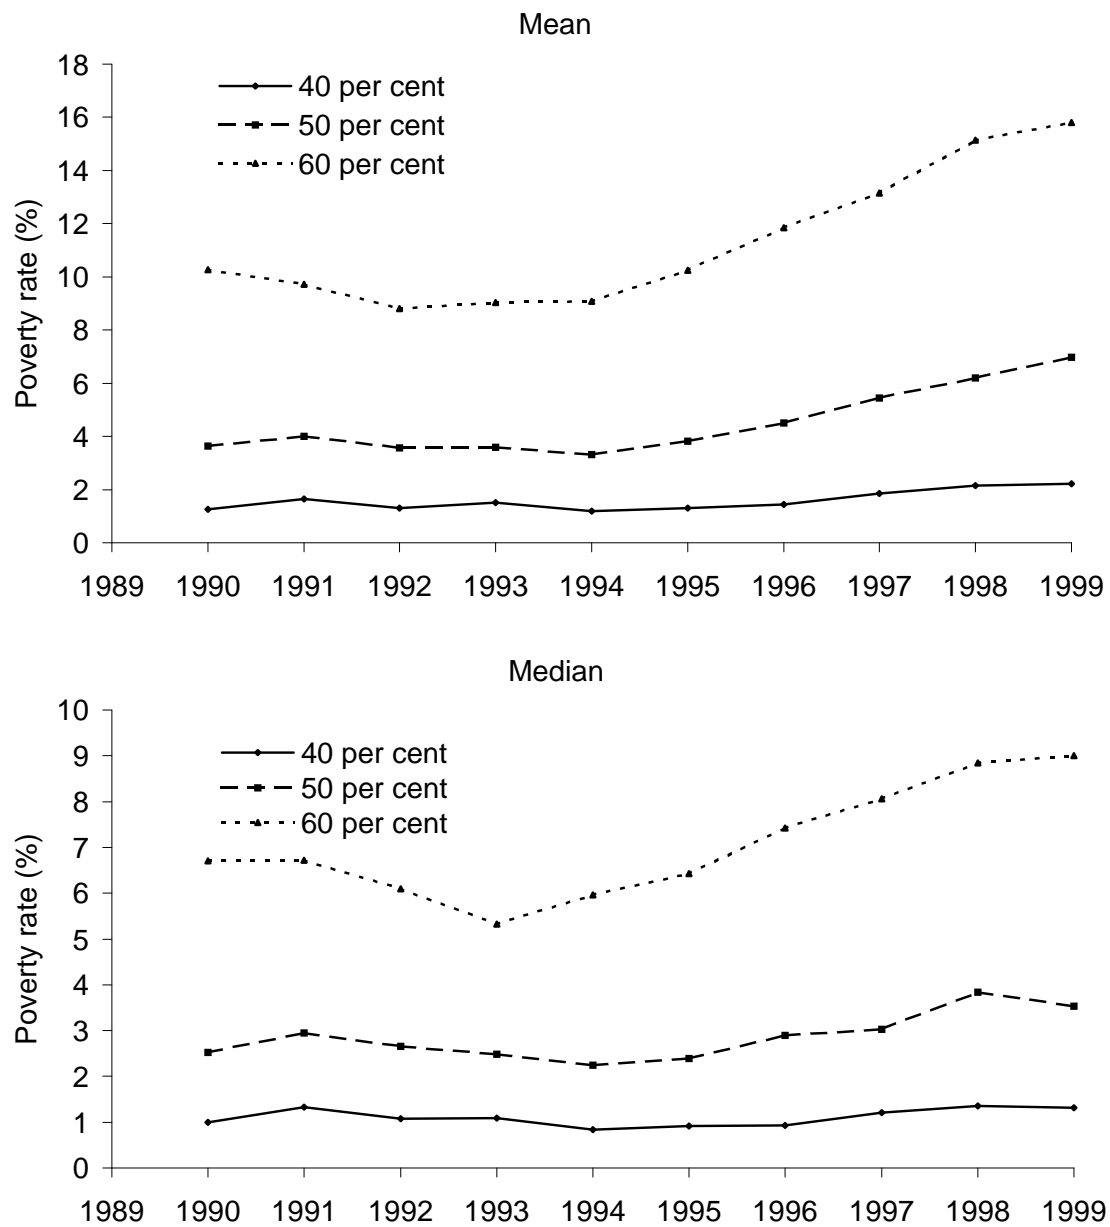 Mean
18
16
14
12
10
8
6
4
2
0
Poverty rate (%)
40 per cent
50 per cent
60 per cent
1989 1990 1991 1992 1993 1994 1995 1996 1997 1998 1999
Median
10
9
8
7
6
5
4
3
2
1
0
Poverty rate (%)
40 per cent
50 per cent
60 per cent
1989 1990 1991 1992 1993 1994 1995 1996 1997 1998 1999